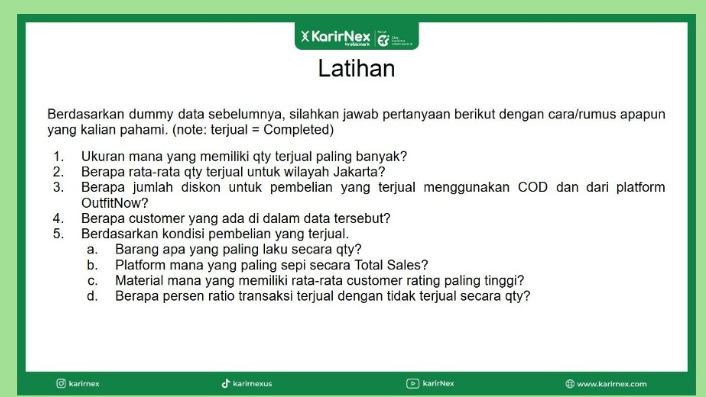 KarirNex
Latihan
Berdasarkan dummy data sebelumnya, silahkan jawab pertanyaan berikut dengan cara/rumus apapun
yang kalian pahami. (note: terjual = Completed)
1. Ukuran mana yang memiliki qty terjual paling banyak?
2. Berapa rata-rata qty terjual untuk wilayah Jakarta?
3. Berapa jumlah diskon untuk pembelian yang terjual menggunakan COD dan dari platform
OutfitNow?
4. Berapa customer yang ada di dalam data tersebut?
5. Berdasarkan kondisi pembelian yang terjual.
a. Barang apa yang paling laku secara qty?
b. Platform mana yang paling sepi secara Total Sales?
c. Material mana yang memiliki rata-rata customer rating paling tinggi?
d. Berapa persen ratio transaksi terjual dengan tidak terjual secara qty?
karirnex karirnexus karirNex www.karirnex.com